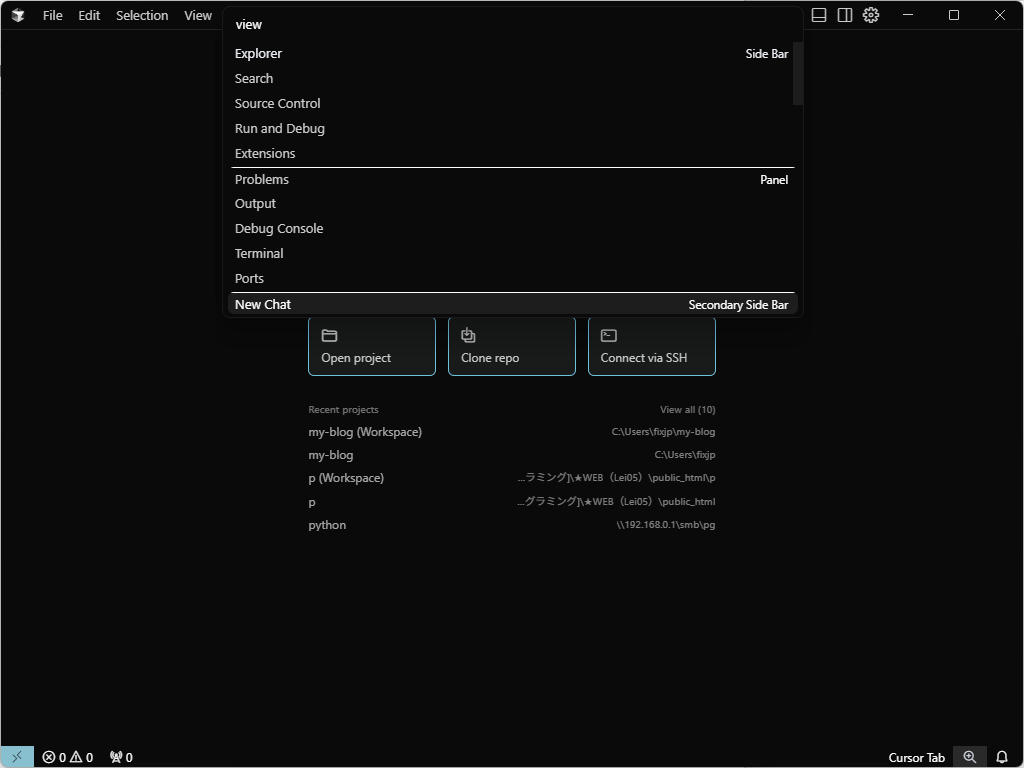 File Edit Selection View
view
Explorer Side Bar
Search
Source Control
Run and Debug
Extensions
Problems Panel
Output
Debug Console
Terminal
Ports
New Chat Secondary Side Bar
Open project Clone repo Connect via SSH
Recent projects View all (10)
my-blog (Workspace) C:\Users\fixjp\my-blog
my-blog C:\Users\fixjp
p (Workspace) ...ラミング]\★WEB（Lei05）\public_html\p
p ...グラミング]\★WEB（Lei05）\public_html
python \\192.168.0.1\smb\pg
0 0 0 Cursor Tab